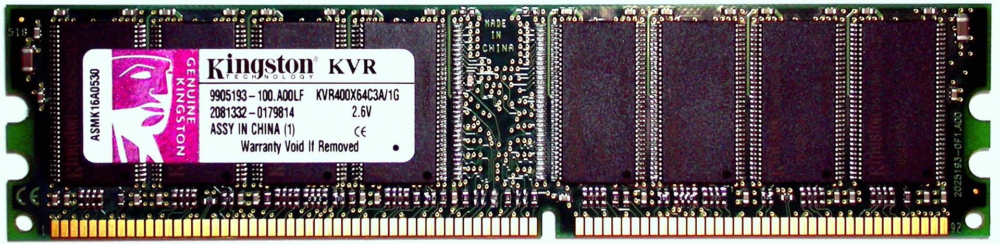 518
MADE
IN
CHINA
ASMK16A0530
GENUINE
KINGSTON
Kingston KVR
TECHNOLOGY
9905193-100.A00LF KVR400X64C3A/1G
2081332-0179814 2.6V
ASSY IN CHINA (1) CE
Warranty Void If Removed
2025193-0F1.A00
CE
1
92